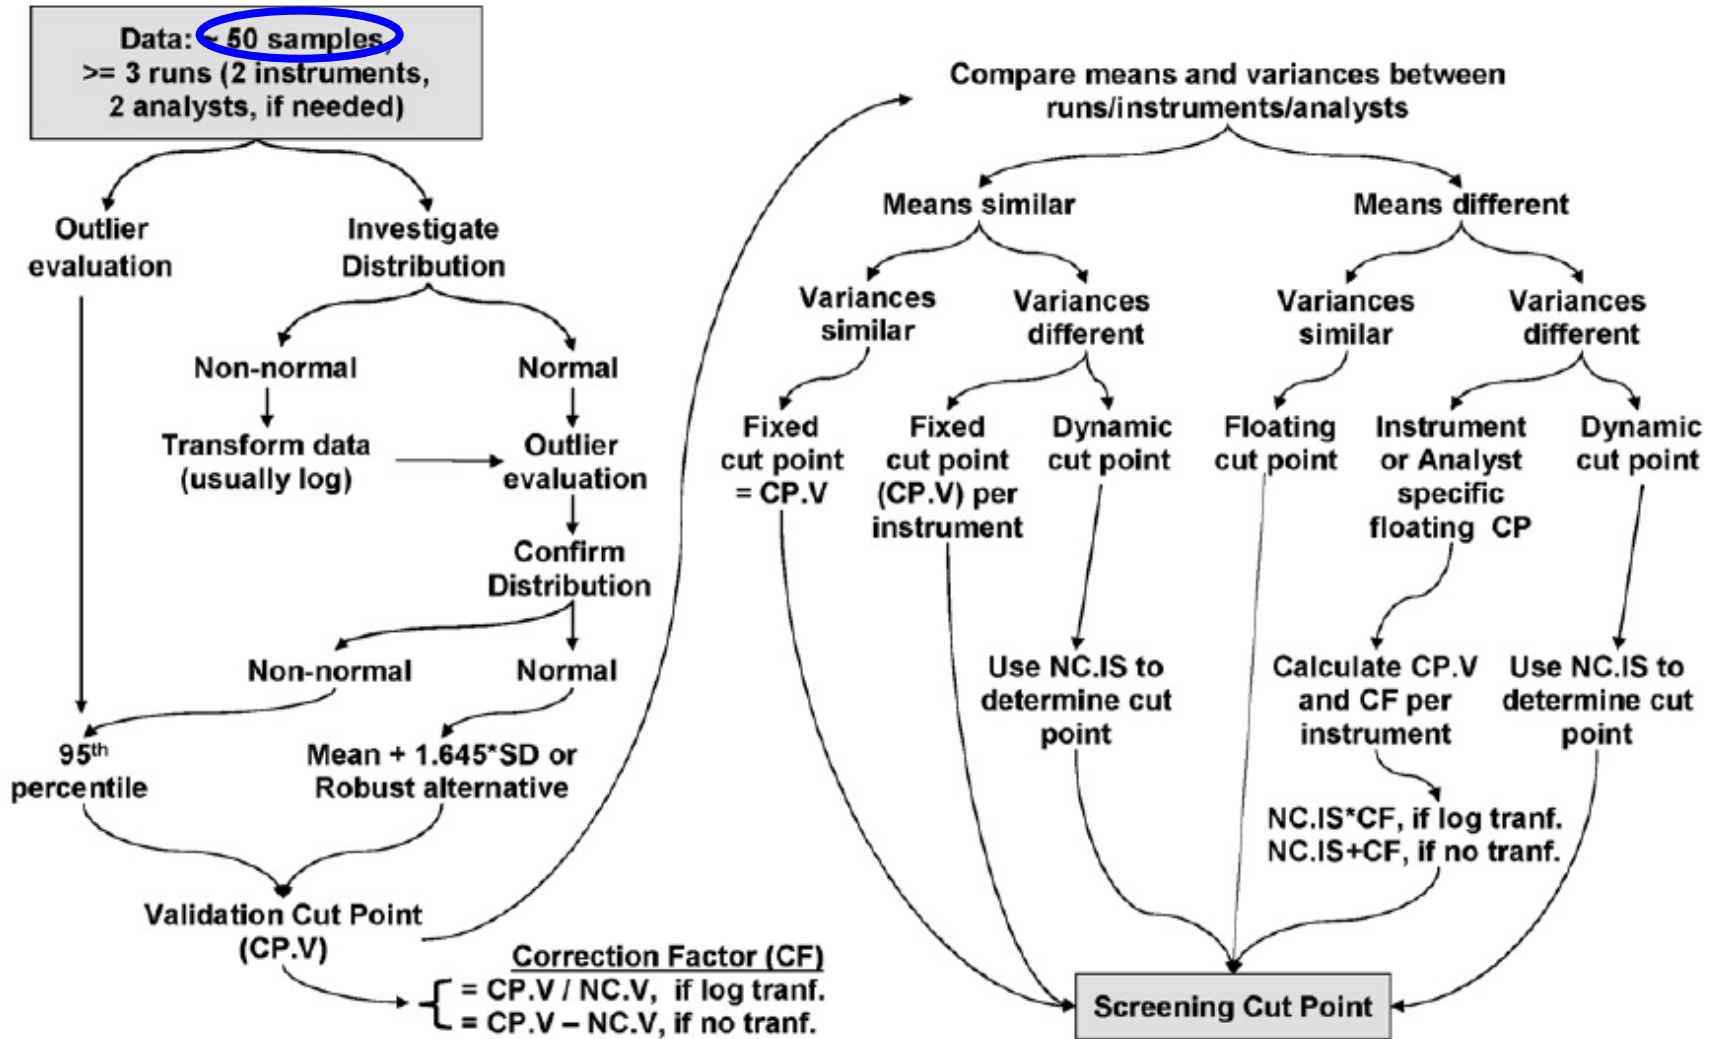 Data: ~ 50 samples,
>= 3 runs (2 instruments,
2 analysts, if needed)
Outlier
evaluation
Investigate
Distribution
Non-normal
Normal
Transform data
(usually log)
Outlier
evaluation
Confirm
Distribution
Non-normal
Normal
95th
percentile
Mean + 1.645*SD or
Robust alternative
Validation Cut Point
(CP.V)
Correction Factor (CF)
= CP.V / NC.V, if log tranf.
= CP.V – NC.V, if no tranf.
Compare means and variances between
runs/instruments/analysts
Means similar
Means different
Variances
similar
Variances
different
Variances
similar
Variances
different
Fixed
cut point
= CP.V
Fixed
cut point
(CP.V) per
instrument
Dynamic
cut point
Floating
cut point
Instrument
or Analyst
specific
floating CP
Dynamic
cut point
Use NC.IS to
determine cut
point
Calculate CP.V
and CF per
instrument
Use NC.IS to
determine cut
point
NC.IS*CF, if log tranf.
NC.IS+CF, if no tranf.
Screening Cut Point